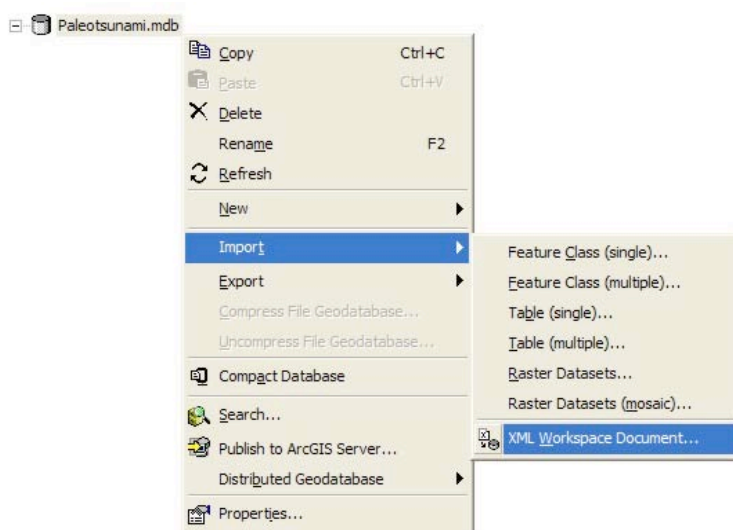 Paleotsunami.mdb
Copy Ctrl+C
Paste Ctrl+V
Delete
Rename F2
Refresh
New
Import
Export
Compress File Geodatabase...
Uncompress File Geodatabase...
Compact Database
Search...
Publish to ArcGIS Server...
Distributed Geodatabase
Properties...
Feature Class (single)...
Feature Class (multiple)...
Table (single)...
Table (multiple)...
Raster Datasets...
Raster Datasets (mosaic)...
XML Workspace Document...